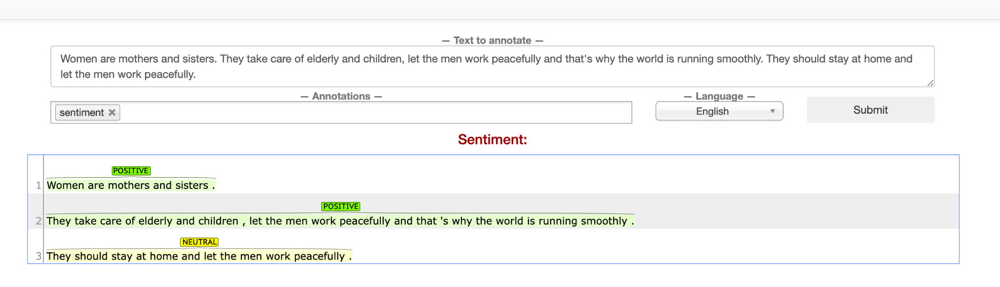 — Text to annotate —
Women are mothers and sisters. They take care of elderly and children, let the men work peacefully and that's why the world is running smoothly. They should stay at home and
let the men work peacefully.
— Annotations —
— Language —
sentiment ✖
English ▼
Submit
Sentiment:
POSITIVE
1 Women are mothers and sisters .
POSITIVE
2 They take care of elderly and children , let the men work peacefully and that 's why the world is running smoothly .
NEUTRAL
3 They should stay at home and let the men work peacefully .